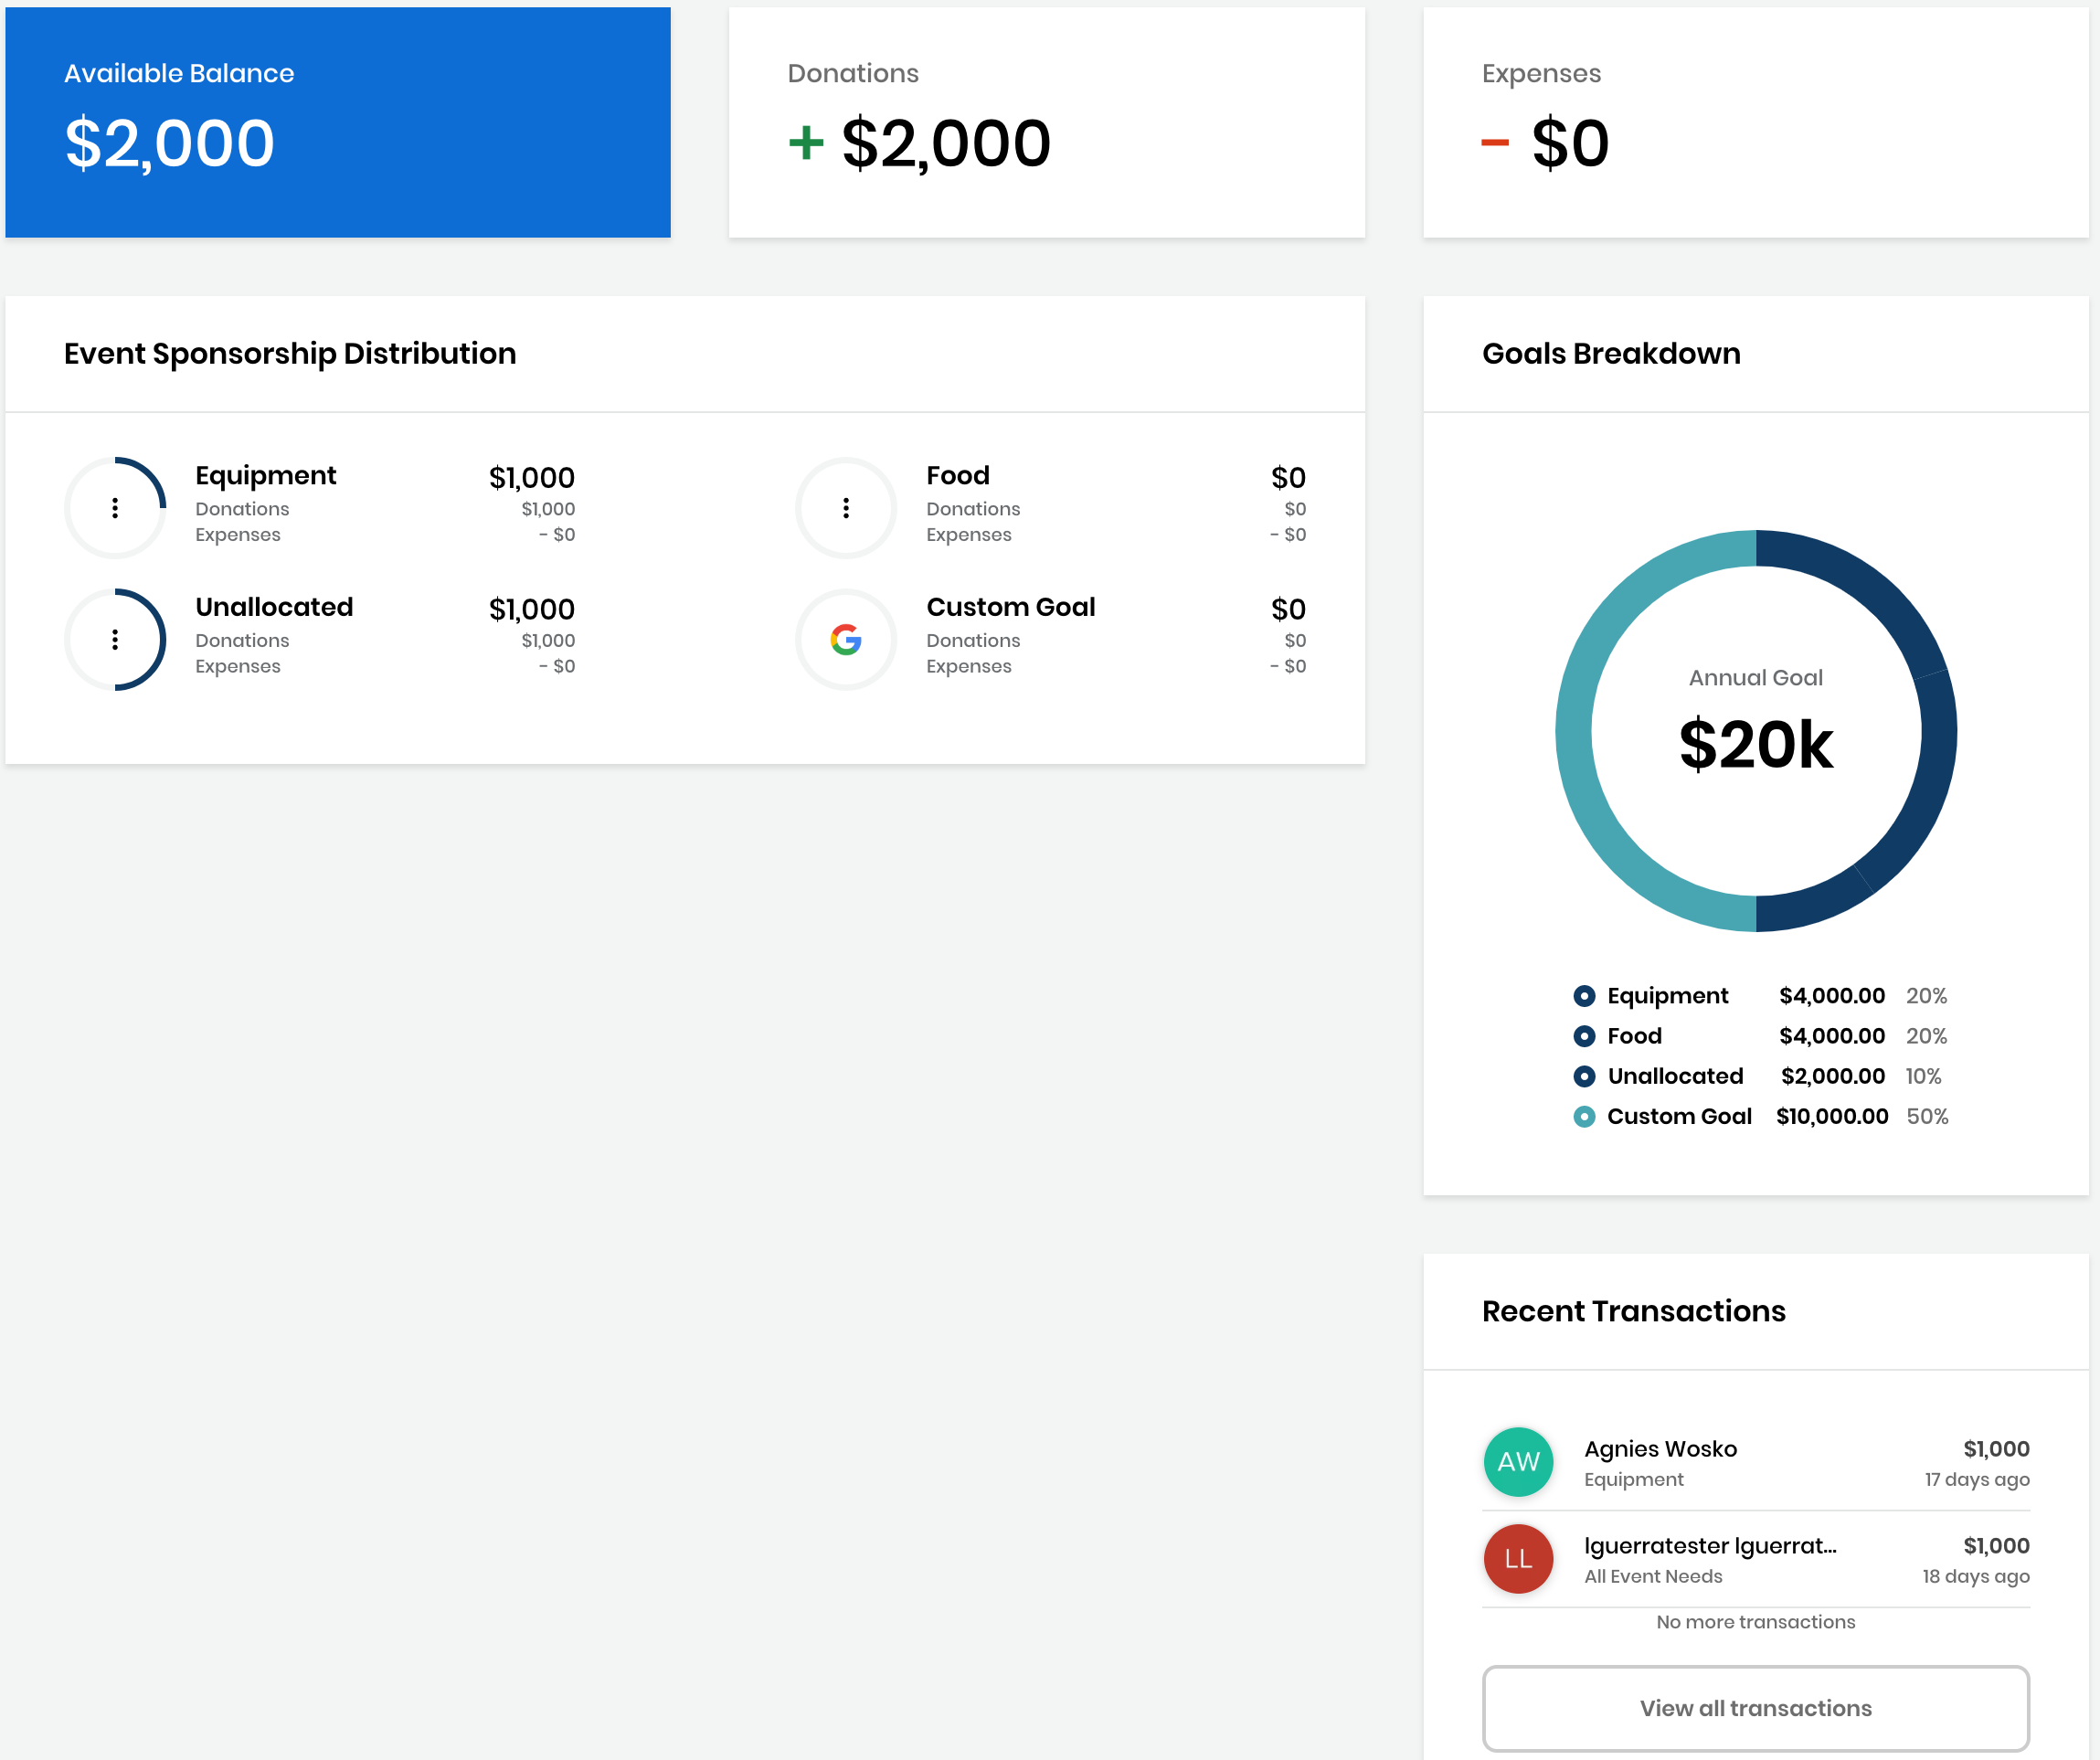 Available Balance
$2,000
Donations
+ $2,000
Expenses
- $0
Event Sponsorship Distribution
Equipment $1,000
Donations $1,000
Expenses - $0
Food $0
Donations $0
Expenses - $0
Unallocated $1,000
Donations $1,000
Expenses - $0
Custom Goal $0
Donations $0
Expenses - $0
Goals Breakdown
Annual Goal
$20k
Equipment $4,000.00 20%
Food $4,000.00 20%
Unallocated $2,000.00 10%
Custom Goal $10,000.00 50%
Recent Transactions
AW
Agnies Wosko $1,000
Equipment 17 days ago
LL
lguerratester lguerrat... $1,000
All Event Needs 18 days ago
No more transactions
View all transactions